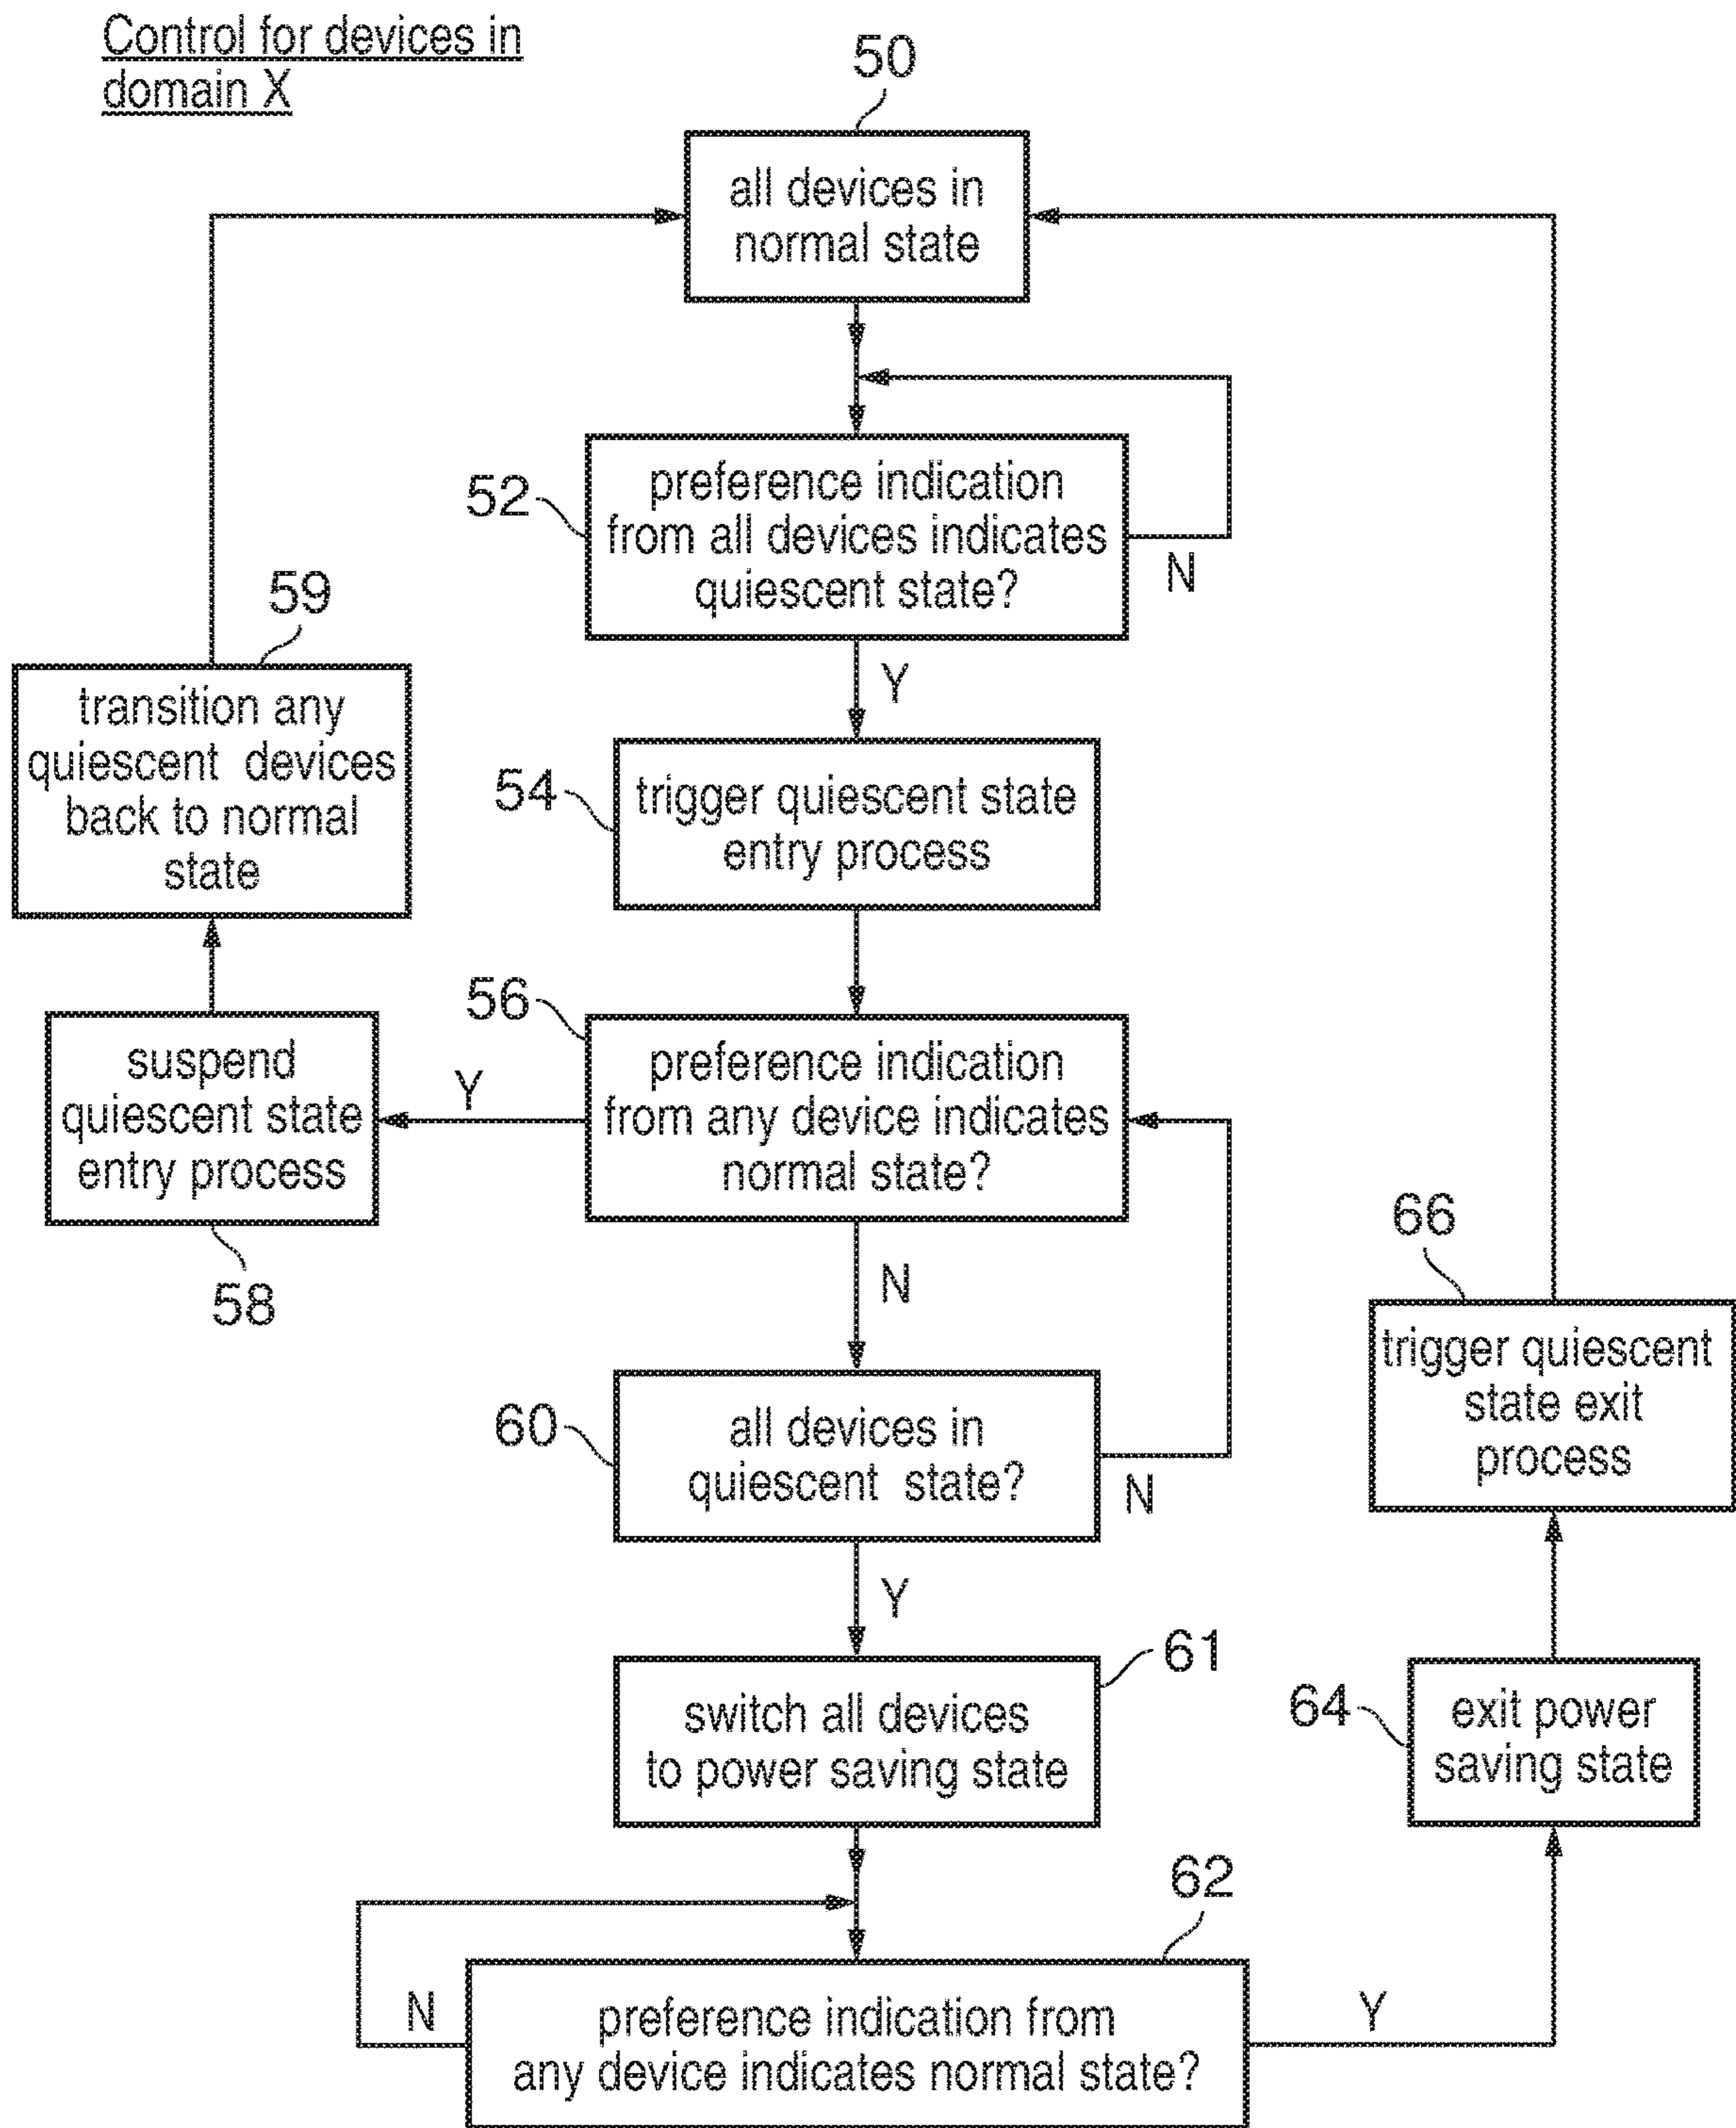 Control for devices in
domain X
50
all devices in
normal state
52
preference indication
from all devices indicates
quiescent state?
N
Y
59
transition any
quiescent devices
back to normal
state
54
trigger quiescent state
entry process
56
preference indication
from any device indicates
normal state?
Y
suspend
quiescent state
entry process
58
N
66
trigger quiescent
state exit
process
60
all devices in
quiescent state?
N
Y
61
switch all devices
to power saving state
64
exit power
saving state
62
preference indication from
any device indicates normal state?
N
Y